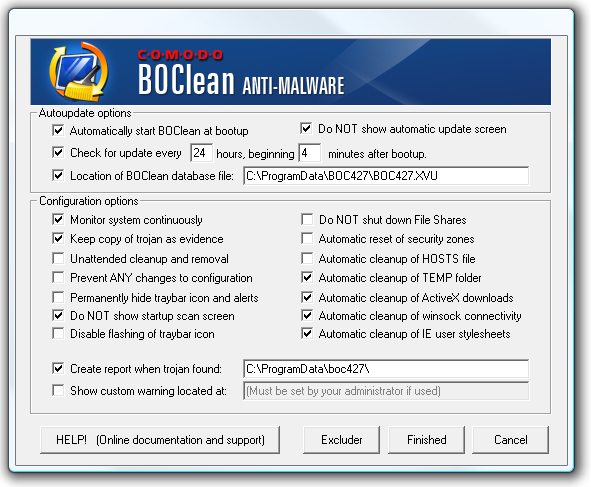 COMODO
BOClean ANTI-MALWARE
Autoupdate options
Automatically start BOClean at bootup
Do NOT show automatic update screen
Check for update every 24 hours, beginning 4 minutes after bootup.
Location of BOClean database file: C:\ProgramData\BOC427\BOC427.XVU
Configuration options
Monitor system continuously
Do NOT shut down File Shares
Keep copy of trojan as evidence
Automatic reset of security zones
Unattended cleanup and removal
Automatic cleanup of HOSTS file
Prevent ANY changes to configuration
Automatic cleanup of TEMP folder
Permanently hide traybar icon and alerts
Automatic cleanup of ActiveX downloads
Do NOT show startup scan screen
Automatic cleanup of winsock connectivity
Disable flashing of traybar icon
Automatic cleanup of IE user stylesheets
Create report when trojan found: C:\ProgramData\boc427\
Show custom warning located at: (Must be set by your administrator if used)
HELP! (Online documentation and support)
Excluder
Finished
Cancel